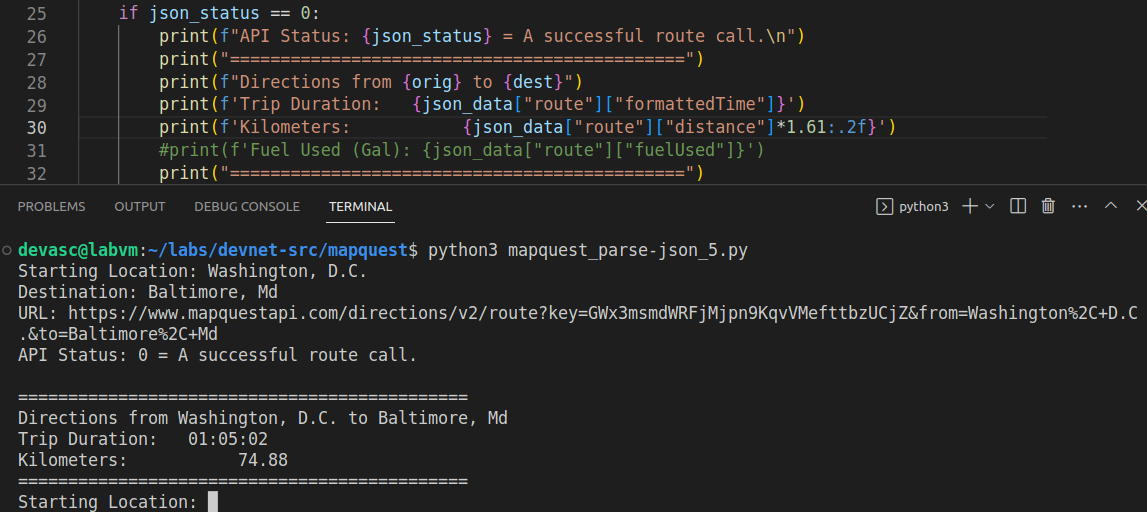 25 if json_status == 0:
26 print(f"API Status: {json_status} = A successful route call.\n")
27 print("=============================================")
28 print(f"Directions from {orig} to {dest}")
29 print(f'Trip Duration:   {json_data["route"]["formattedTime"]}')
30 print(f'Kilometers:           {json_data["route"]["distance"]*1.61:.2f}')
31 #print(f'Fuel Used (Gal): {json_data["route"]["fuelUsed"]}')
32 print("=============================================")
PROBLEMS OUTPUT DEBUG CONSOLE TERMINAL python3
devasc@labvm:~/labs/devnet-src/mapquest$ python3 mapquest_parse-json_5.py
Starting Location: Washington, D.C.
Destination: Baltimore, Md
URL: https://www.mapquestapi.com/directions/v2/route?key=GWx3msmdWRFjMjpn9KqvVMefttbzUCjZ&from=Washington%2C+D.C
.&to=Baltimore%2C+Md
API Status: 0 = A successful route call.
=============================================
Directions from Washington, D.C. to Baltimore, Md
Trip Duration:   01:05:02
Kilometers:           74.88
=============================================
Starting Location: